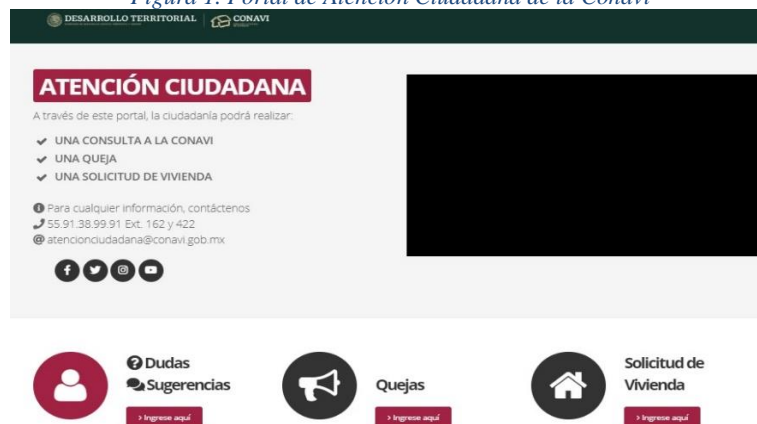 Figura 1. Portal de Atención Ciudadana de la Conavi
DESARROLLO TERRITORIAL
CONAVI
ATENCIÓN CIUDADANA
A través de este portal, la ciudadanía podrá realizar:
UNA CONSULTA A LA CONAVI
UNA QUEJA
UNA SOLICITUD DE VIVIENDA
Para cualquier información, contáctenos
55.91.38.99.91 Ext. 162 y 422
@ atencionciudadana@conavi.gob.mx
Dudas
Sugerencias
> Ingrese aquí
Quejas
> Ingrese aquí
Solicitud de
Vivienda
> Ingrese aquí